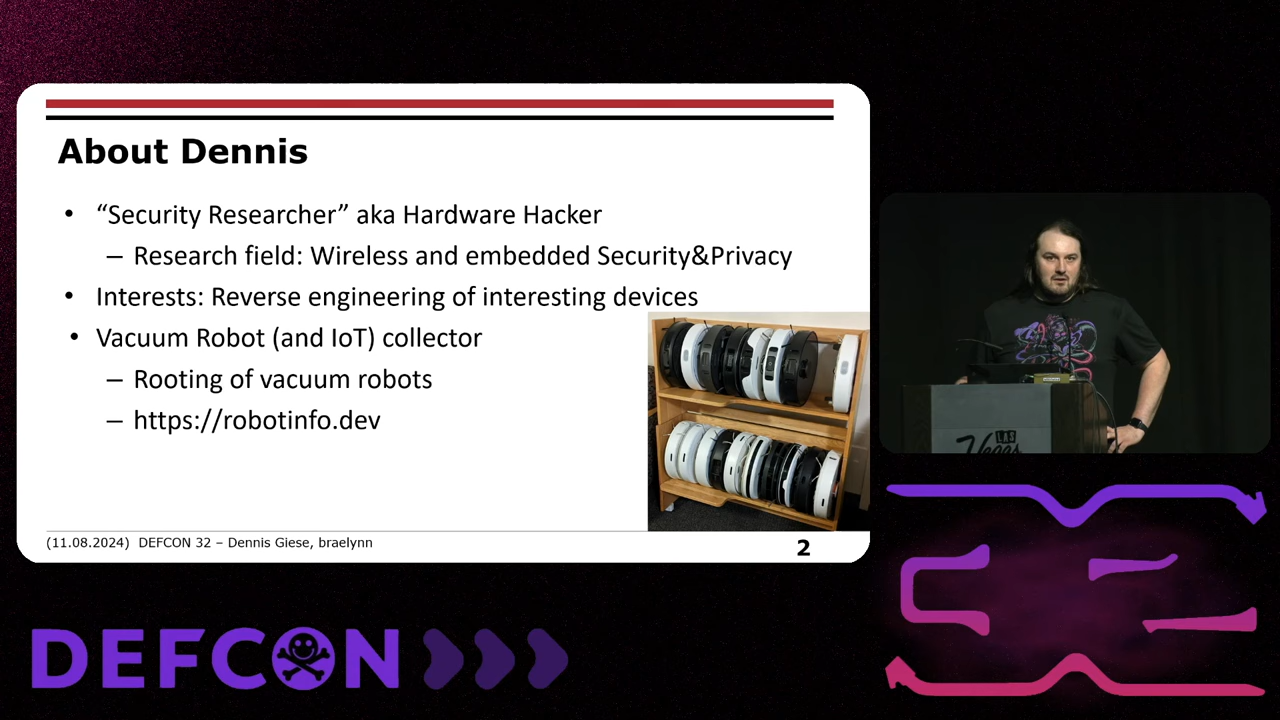 About Dennis
• “Security Researcher” aka Hardware Hacker
– Research field: Wireless and embedded Security&Privacy
• Interests: Reverse engineering of interesting devices
• Vacuum Robot (and IoT) collector
– Rooting of vacuum robots
– https://robotinfo.dev
(11.08.2024) DEFCON 32 – Dennis Giese, braelynn
2
LAS
Vegas
DEFCON